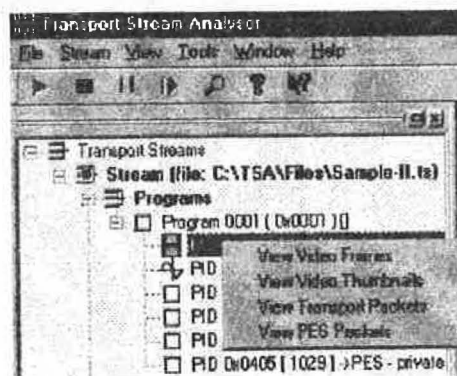 Transport Stream Analyser
File Stream View Tools Window Help
Transport Streams
Stream (file: C:\TSA\Files\Sample-II.ts)
Programs
Program 0001 ( 0x0001 )[]
View Video Frames
PID
View Video Thumbnails
PID
View Transport Packets
PID
View PES Packets
PID
PID 0x0405 [ 1029 ]->PES - private